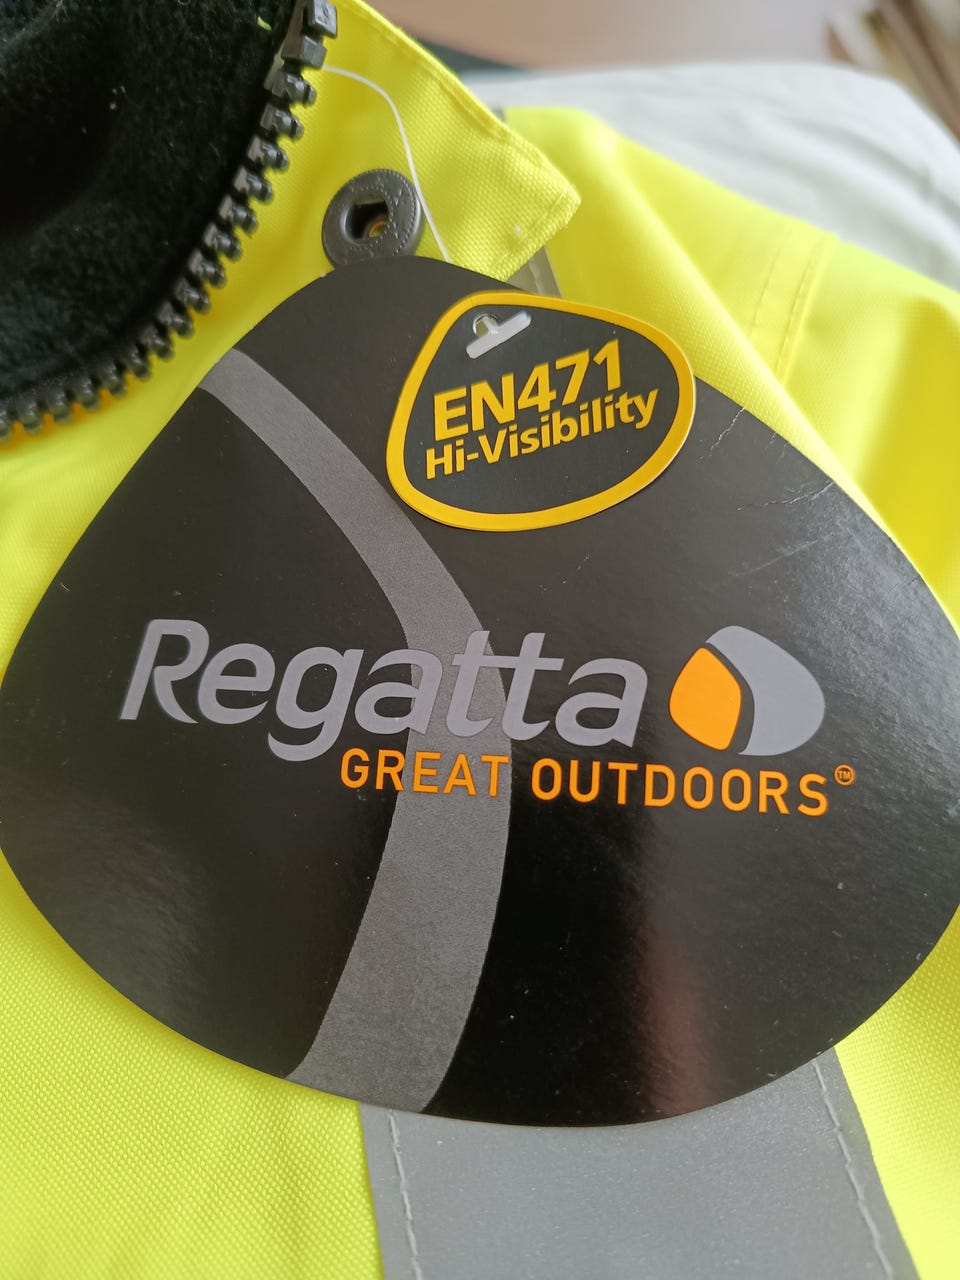 EN471
Hi-Visibility
Regatta
GREAT OUTDOORS™